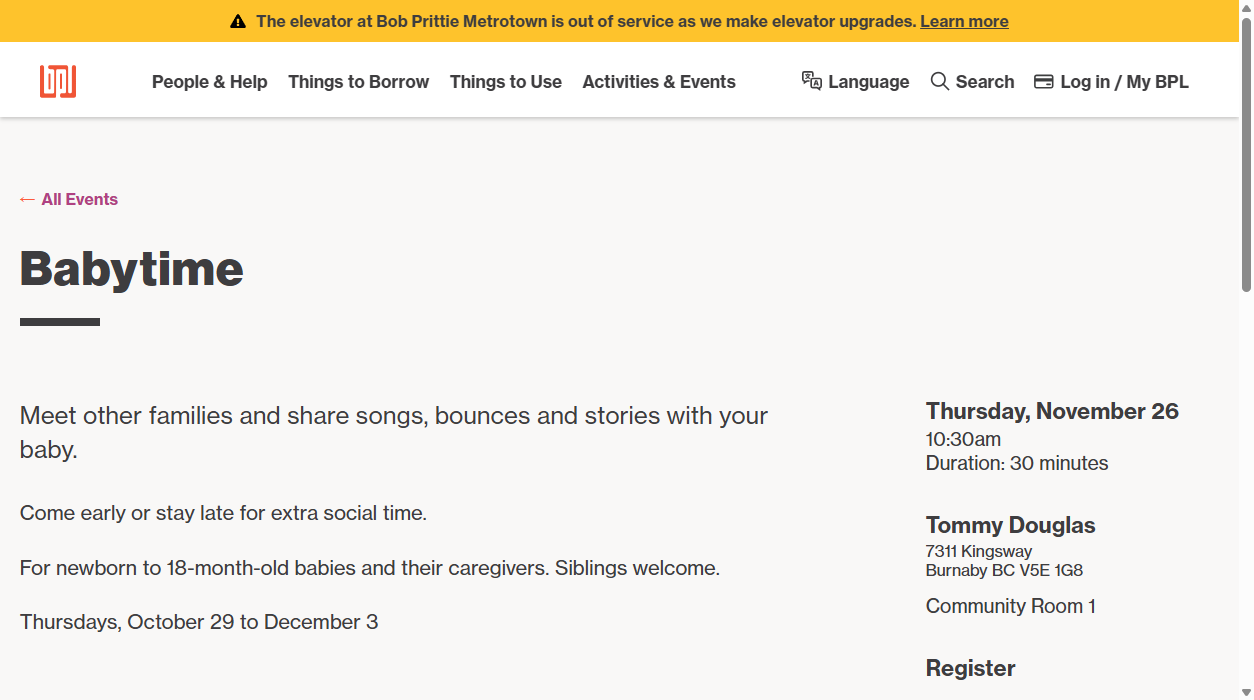 The elevator at Bob Prittie Metrotown is out of service as we make elevator upgrades. Learn more
People & Help Things to Borrow Things to Use Activities & Events Language Search Log in / My BPL
← All Events
Babytime
Meet other families and share songs, bounces and stories with your
baby.
Come early or stay late for extra social time.
For newborn to 18-month-old babies and their caregivers. Siblings welcome.
Thursdays, October 29 to December 3
Thursday, November 26
10:30am
Duration: 30 minutes
Tommy Douglas
7311 Kingsway
Burnaby BC V5E 1G8
Community Room 1
Register